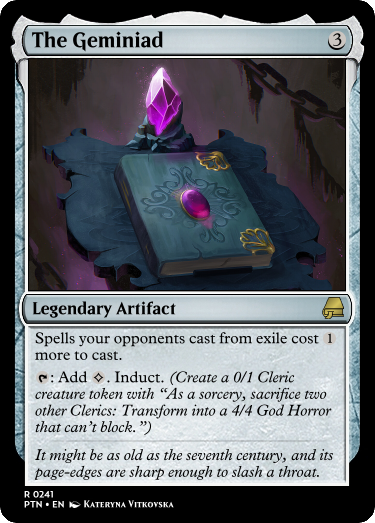 The Geminiad 3
Legendary Artifact
Spells your opponents cast from exile cost 1
more to cast.
: Add . Induct. (Create a 0/1 Cleric
creature token with “As a sorcery, sacrifice two
other Clerics: Transform into a 4/4 God Horror
that can’t block.”)
It might be as old as the seventh century, and its
page-edges are sharp enough to slash a throat.
R 0241
PTN • EN Kateryna Vitkovska